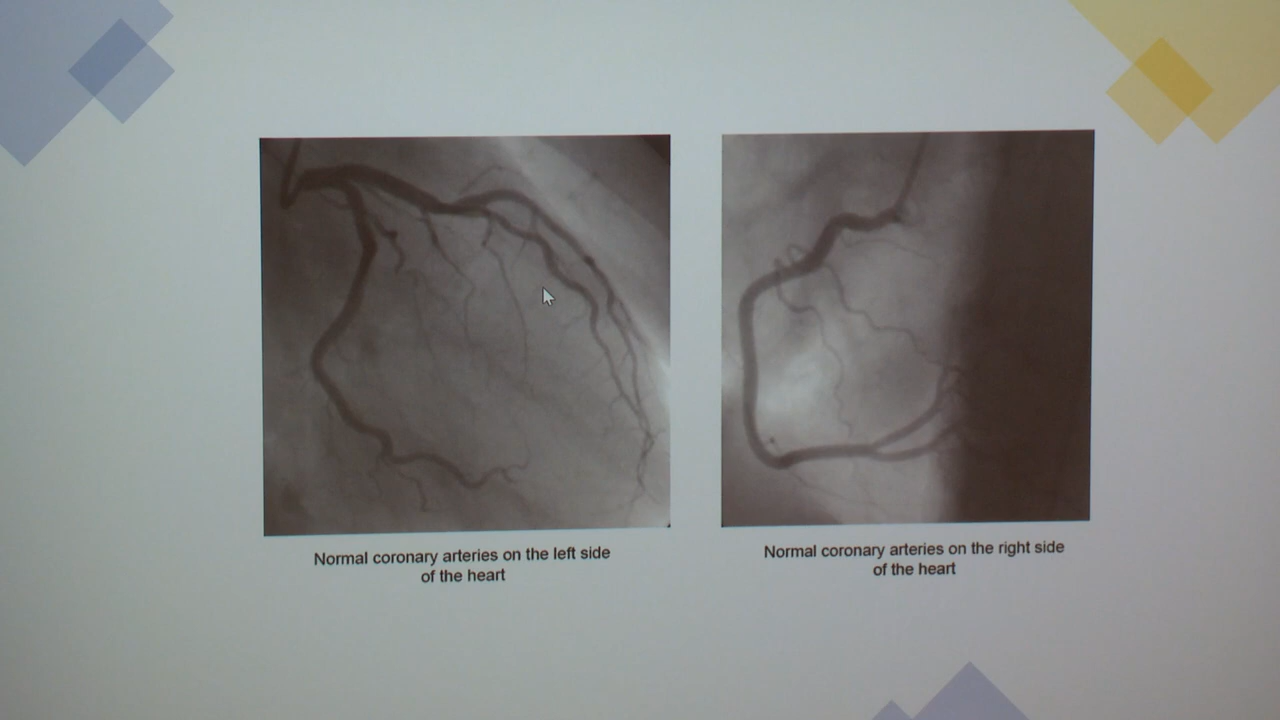 Normal coronary arteries on the left side
of the heart
Normal coronary arteries on the right side
of the heart